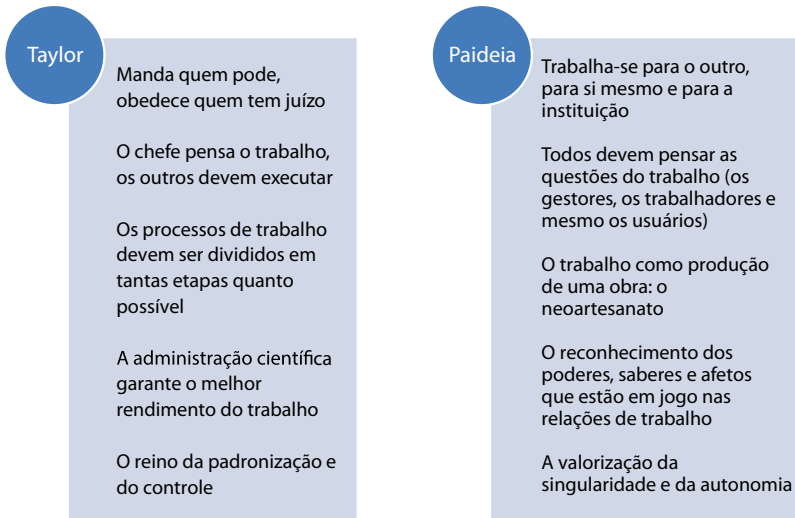 Taylor
Manda quem pode,
obedece quem tem juízo
O chefe pensa o trabalho,
os outros devem executar
Os processos de trabalho
devem ser divididos em
tantas etapas quanto
possível
A administração científica
garante o melhor
rendimento do trabalho
O reino da padronização e
do controle
Paideia
Trabalha-se para o outro,
para si mesmo e para a
instituição
Todos devem pensar as
questões do trabalho (os
gestores, os trabalhadores e
mesmo os usuários)
O trabalho como produção
de uma obra: o
neoartesanato
O reconhecimento dos
poderes, saberes e afetos
que estão em jogo nas
relações de trabalho
A valorização da
singularidade e da autonomia